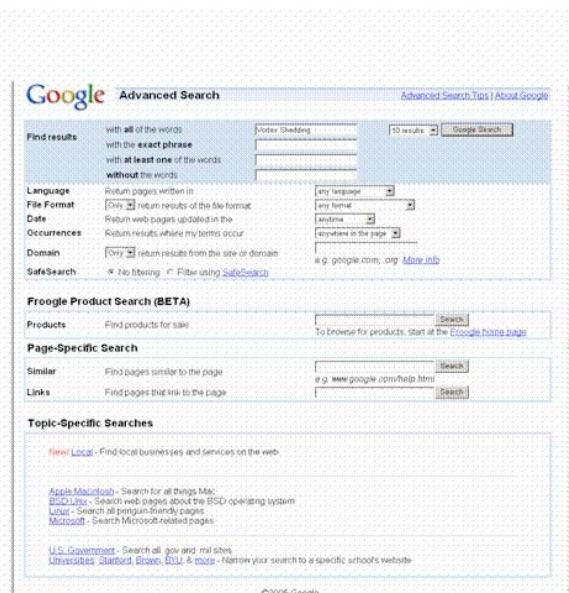 Google Advanced Search Advanced Search Tips | About Google
Find results with all of the words Vortex Shedding 10 results Google Search
with the exact phrase
with at least one of the words
without the words
Language Return pages written in any language
File Format Only return results of the file format any format
Date Return web pages updated in the anytime
Occurrences Return results where my terms occur anywhere in the page
Domain Only return results from the site or domain
e.g. google.com, .org More info
SafeSearch No filtering Filter using SafeSearch
Froogle Product Search (BETA)
Products Find products for sale Search
To browse for products, start at the Froogle home page
Page-Specific Search
Similar Find pages similar to the page Search
e.g. www.google.com/help.html
Links Find pages that link to the page Search
Topic-Specific Searches
New! Local - Find local businesses and services on the web.
Apple Macintosh - Search for all things Mac
BSD Unix - Search web pages about the BSD operating system
Linux - Search all penguin-friendly pages
Microsoft - Search Microsoft-related pages
U.S. Government - Search all .gov and .mil sites
Universities: Stanford, Brown, BYU, & more - Narrow your search to a specific school's website
©2005 Google